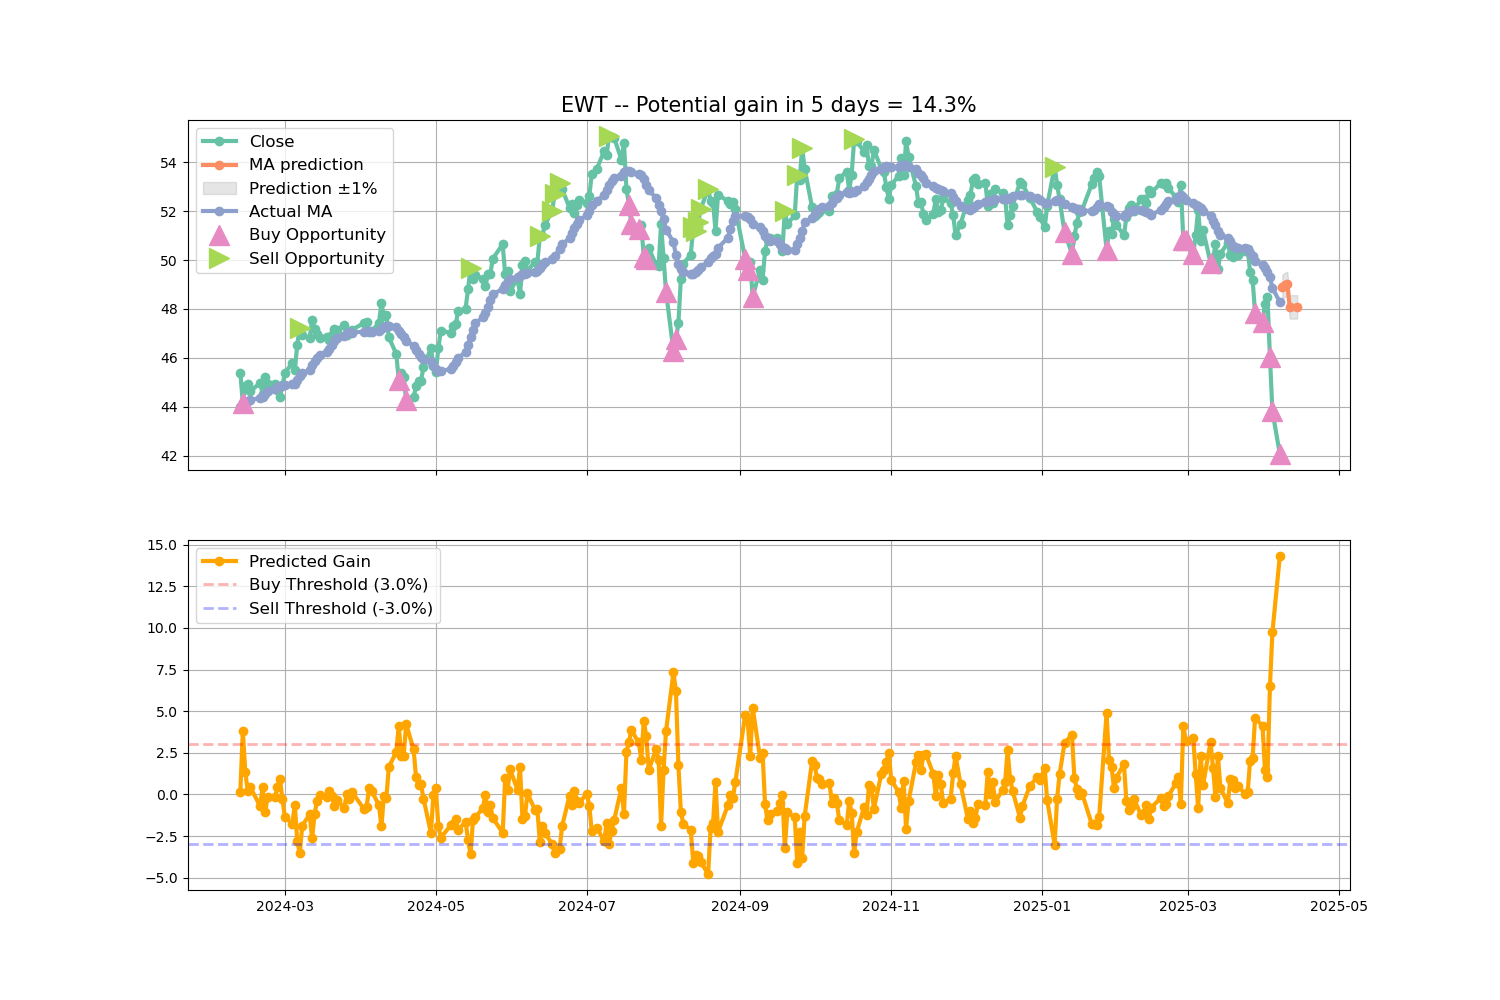 EWT -- Potential gain in 5 days = 14.3%
Close
MA prediction
Prediction ±1%
Actual MA
Buy Opportunity
Sell Opportunity
54
52
50
48
46
44
42
Predicted Gain
Buy Threshold (3.0%)
Sell Threshold (-3.0%)
15.0
12.5
10.0
7.5
5.0
2.5
0.0
−2.5
−5.0
2024-03 2024-05 2024-07 2024-09 2024-11 2025-01 2025-03 2025-05